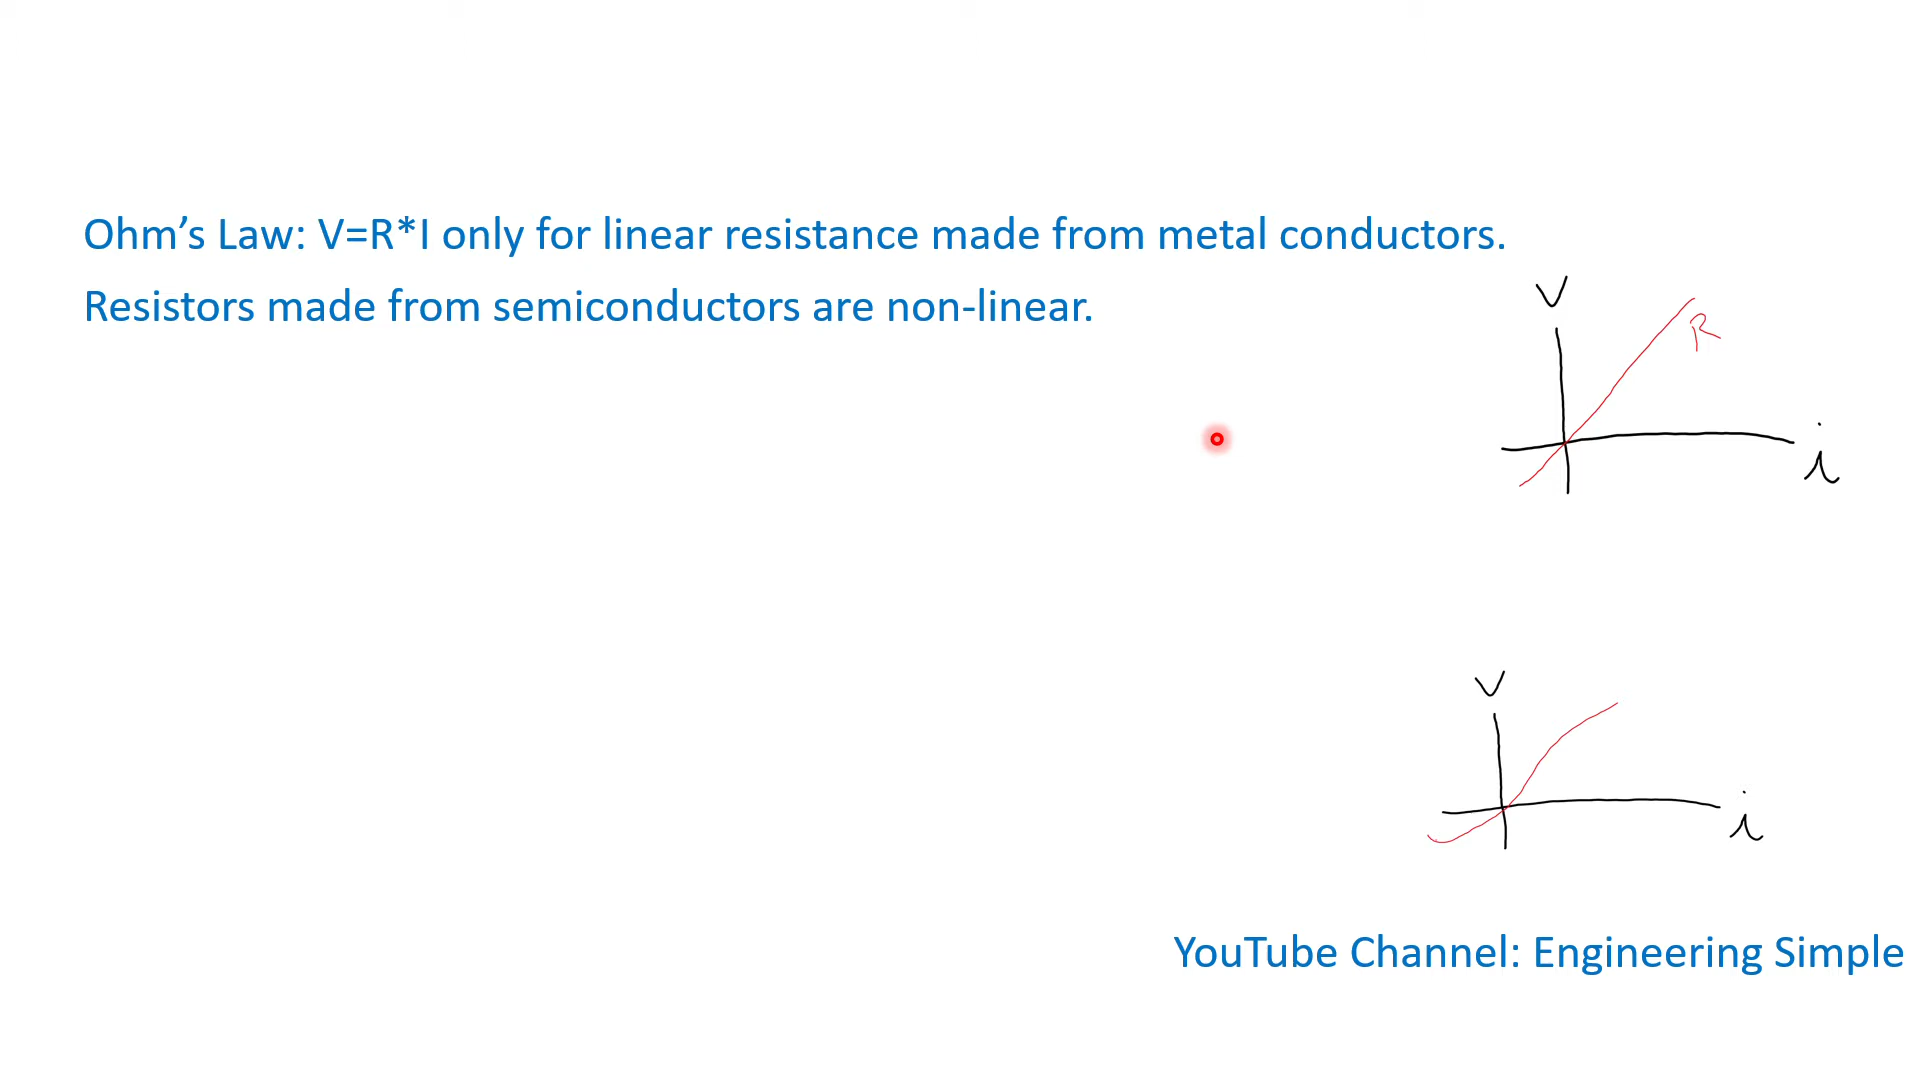 Ohm’s Law: V=R*I only for linear resistance made from metal conductors.
Resistors made from semiconductors are non-linear.
V
R
i
V
i
YouTube Channel: Engineering Simple